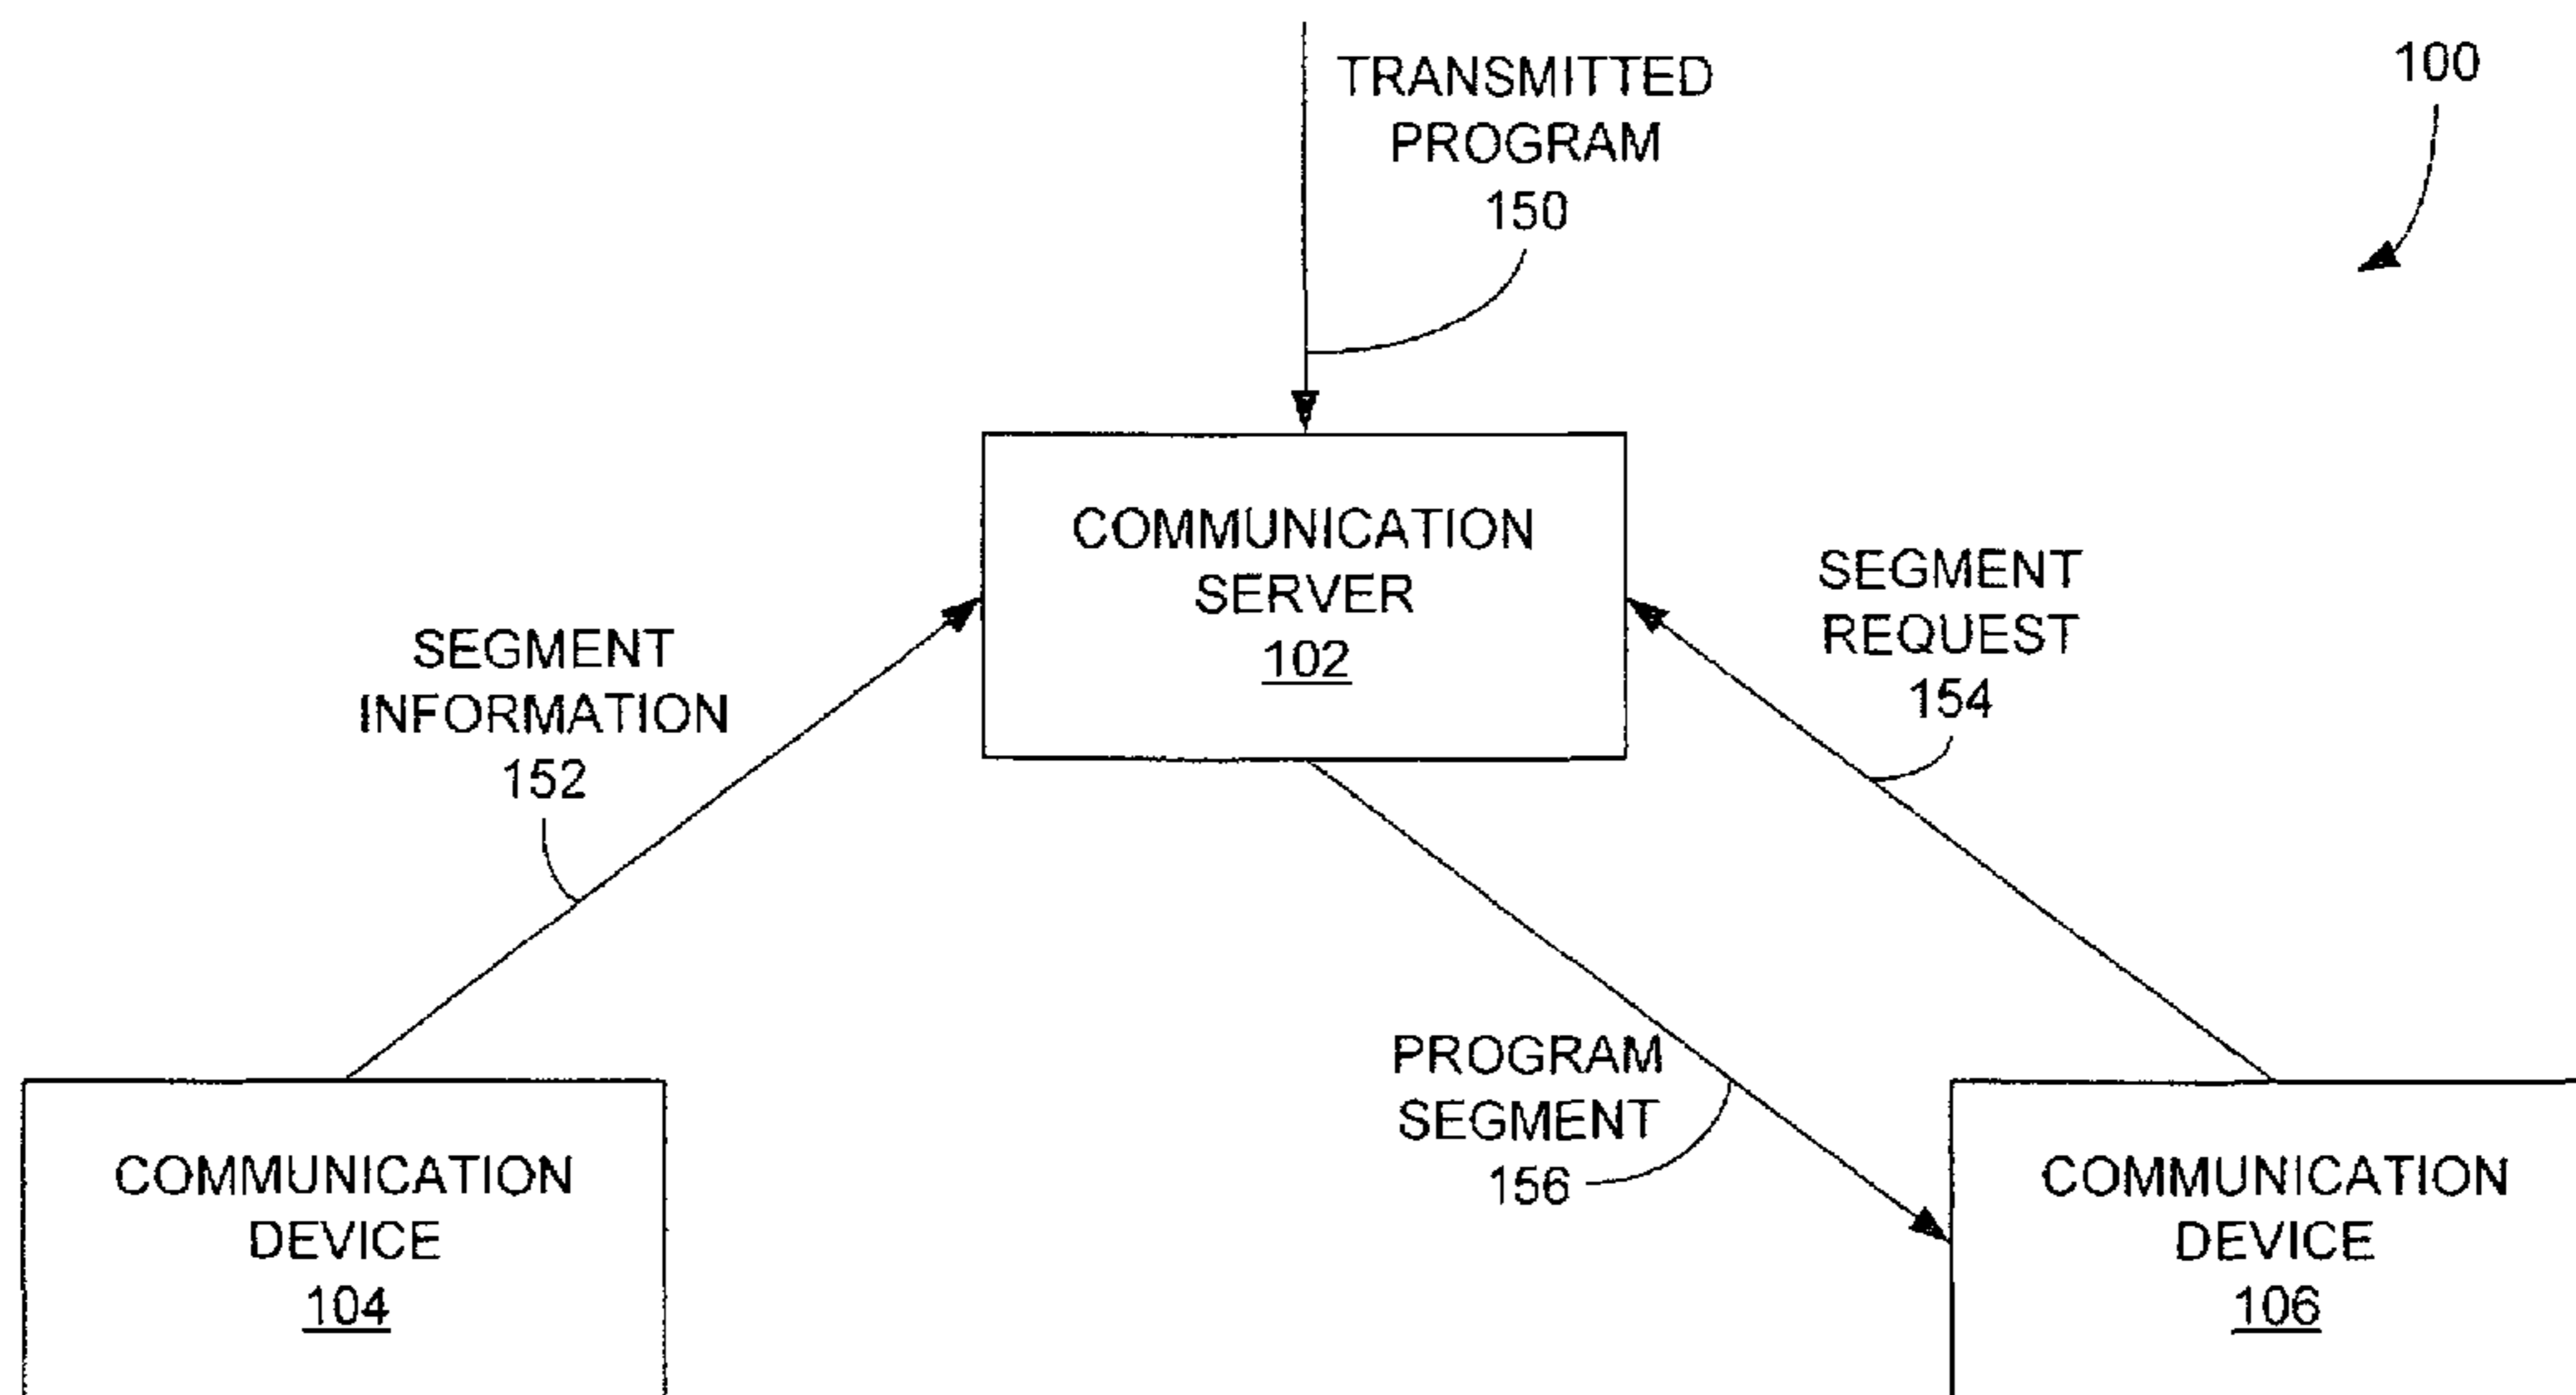 100
TRANSMITTED
PROGRAM
150
COMMUNICATION
SERVER
102
SEGMENT
REQUEST
154
SEGMENT
INFORMATION
152
PROGRAM
SEGMENT
156
COMMUNICATION
DEVICE
104
COMMUNICATION
DEVICE
106